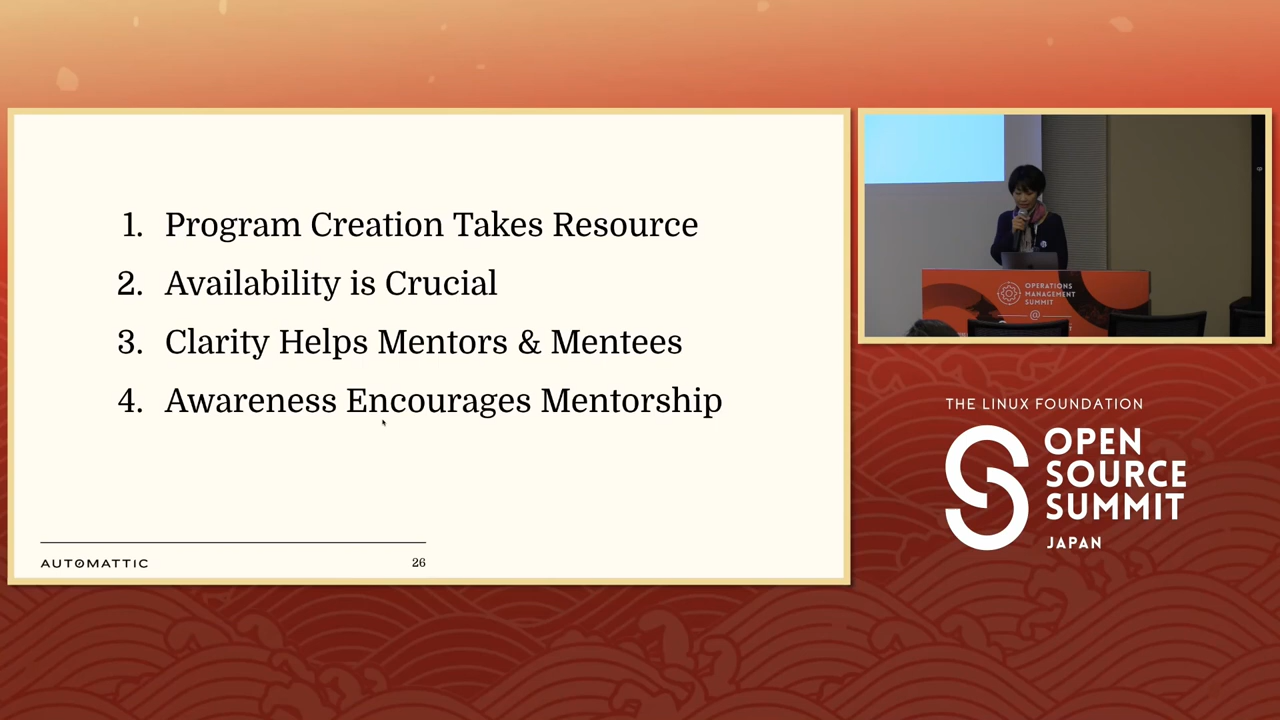 1. Program Creation Takes Resource
2. Availability is Crucial
3. Clarity Helps Mentors & Mentees
4. Awareness Encourages Mentorship
AUTOMATTIC
26
OPERATIONS
MANAGEMENT
SUMMIT
@
THE LINUX FOUNDATION
OPEN
SOURCE
SUMMIT
JAPAN